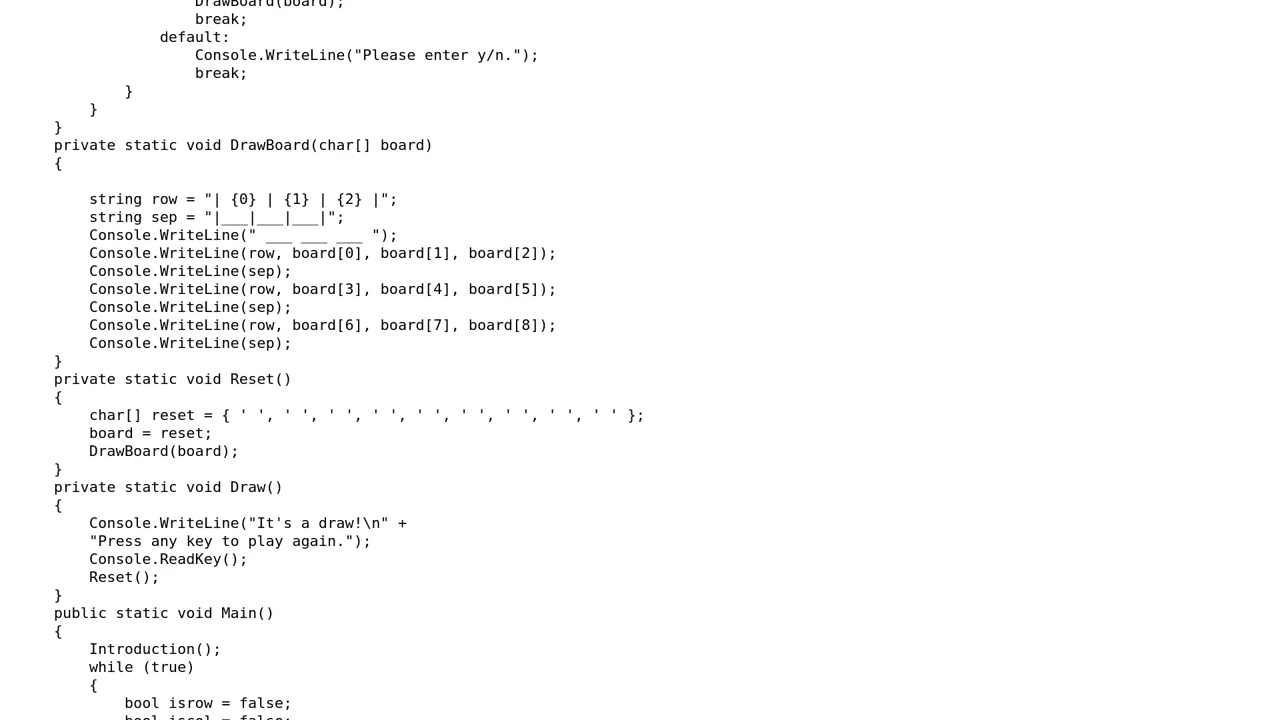 DrawBoard(board);
                break;
            default:
                Console.WriteLine("Please enter y/n.");
                break;
        }
    }
}
private static void DrawBoard(char[] board)
{

    string row = "| {0} | {1} | {2} |";
    string sep = "|___|___|___|";
    Console.WriteLine(" ___ ___ ___ ");
    Console.WriteLine(row, board[0], board[1], board[2]);
    Console.WriteLine(sep);
    Console.WriteLine(row, board[3], board[4], board[5]);
    Console.WriteLine(sep);
    Console.WriteLine(row, board[6], board[7], board[8]);
    Console.WriteLine(sep);
}
private static void Reset()
{
    char[] reset = { ' ', ' ', ' ', ' ', ' ', ' ', ' ', ' ', ' ' };
    board = reset;
    DrawBoard(board);
}
private static void Draw()
{
    Console.WriteLine("It's a draw!\n" +
    "Press any key to play again.");
    Console.ReadKey();
    Reset();
}
public static void Main()
{
    Introduction();
    while (true)
    {
        bool isrow = false;
        bool iscol = false;